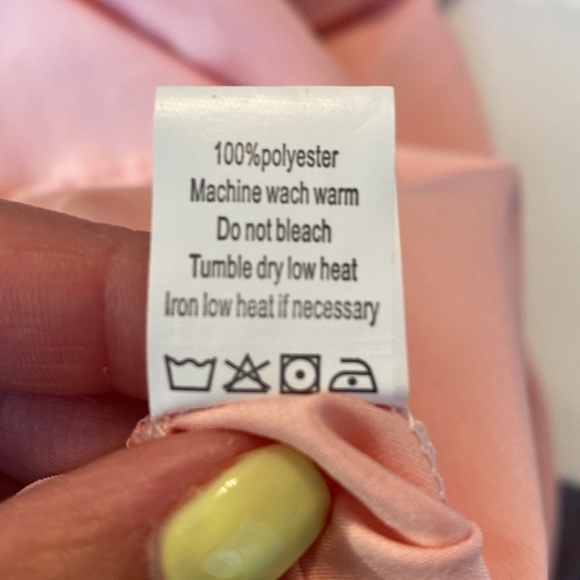 100%polyester
Machine wach warm
Do not bleach
Tumble dry low heat
Iron low heat if necessary